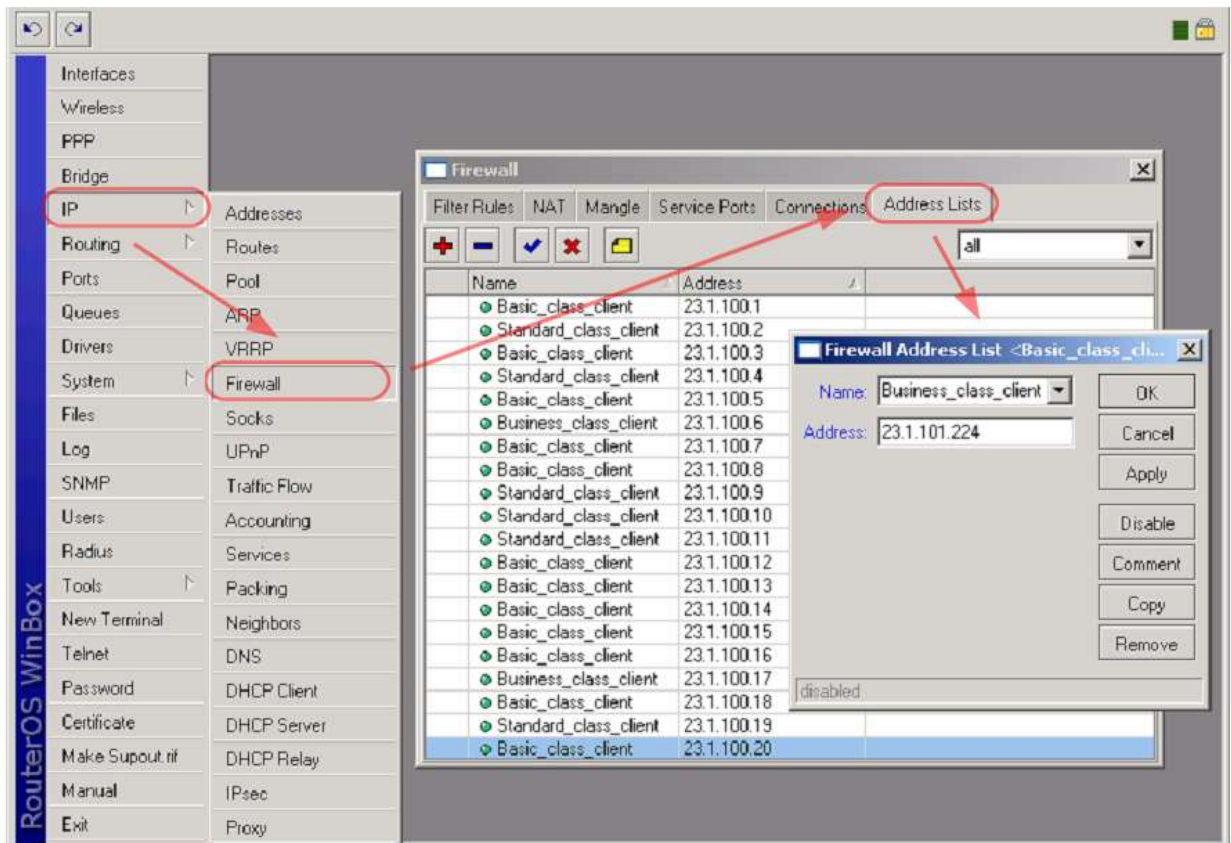 Interfaces
Wireless
PPP
Bridge
IP
Routing
Ports
Queues
Drivers
System
Files
Log
SNMP
Users
Radius
Tools
New Terminal
Telnet
Password
Certificate
Make Supout.rif
Manual
Exit
RouterOS WinBox
Addresses
Routes
Pool
ARP
VRRP
Firewall
Socks
UPnP
Traffic Flow
Accounting
Services
Packing
Neighbors
DNS
DHCP Client
DHCP Server
DHCP Relay
IPsec
Proxy
Firewall
Filter Rules NAT Mangle Service Ports Connections Address Lists
all
Name Address
Basic_class_client 23.1.100.1
Standard_class_client 23.1.100.2
Basic_class_client 23.1.100.3
Standard_class_client 23.1.100.4
Basic_class_client 23.1.100.5
Business_class_client 23.1.100.6
Basic_class_client 23.1.100.7
Basic_class_client 23.1.100.8
Standard_class_client 23.1.100.9
Standard_class_client 23.1.100.10
Standard_class_client 23.1.100.11
Basic_class_client 23.1.100.12
Basic_class_client 23.1.100.13
Basic_class_client 23.1.100.14
Basic_class_client 23.1.100.15
Basic_class_client 23.1.100.16
Business_class_client 23.1.100.17
Basic_class_client 23.1.100.18
Standard_class_client 23.1.100.19
Basic_class_client 23.1.100.20
Firewall Address List <Basic_class_cli...
Name: Business_class_client
Address: 23.1.101.224
OK
Cancel
Apply
Disable
Comment
Copy
Remove
disabled